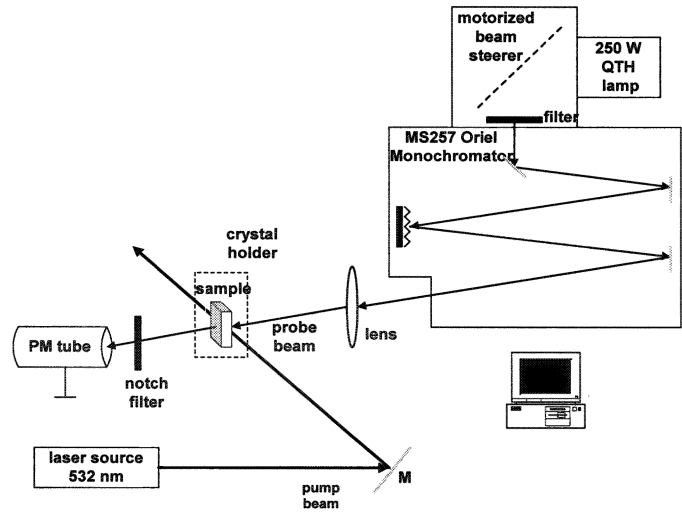 motorized
beam
steerer
250 W
QTH
lamp
filter
MS257 Oriel
Monochromator
crystal
holder
sample
probe
beam
lens
PM tube
notch
filter
laser source
532 nm
pump
beam
M